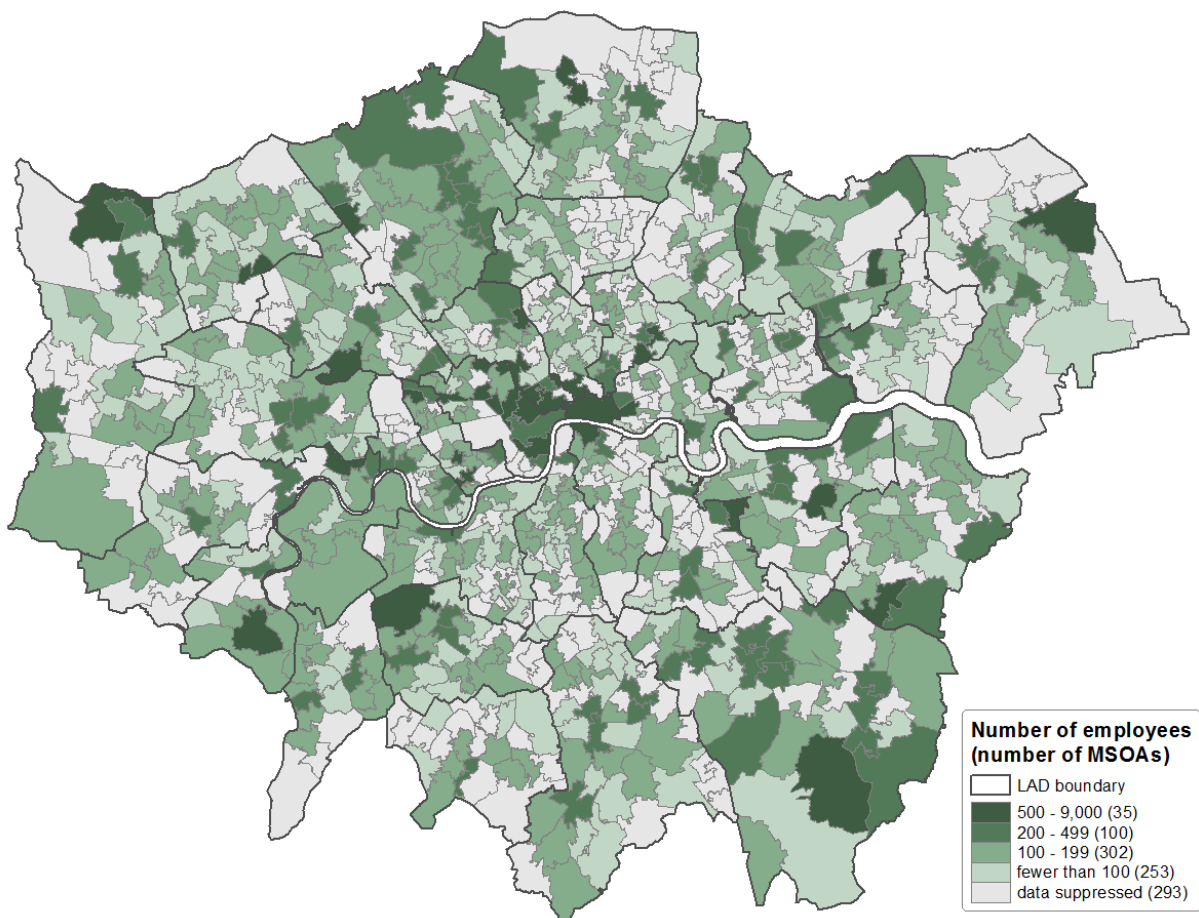 Number of employees
(number of MSOAs)
LAD boundary
500 - 9,000 (35)
200 - 499 (100)
100 - 199 (302)
fewer than 100 (253)
data suppressed (293)